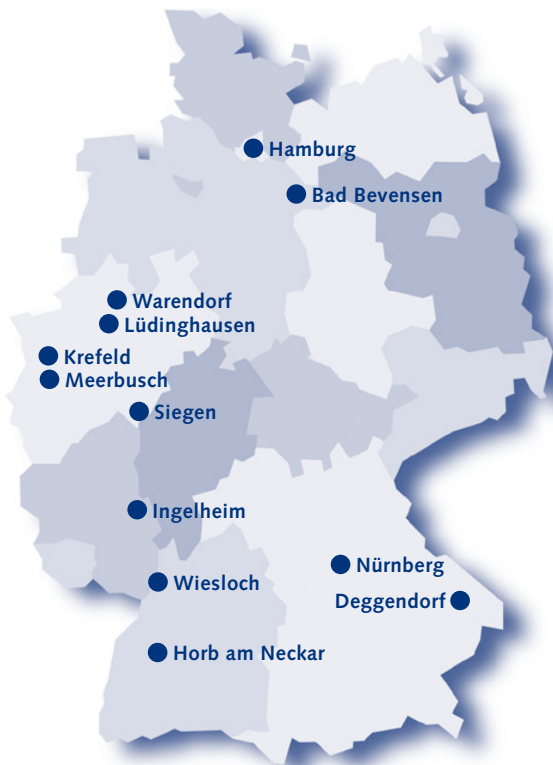 Hamburg
Bad Bevensen
Warendorf
Lüdinghausen
Krefeld
Meerbusch
Siegen
Ingelheim
Nürnberg
Wiesloch
Deggendorf
Horb am Neckar